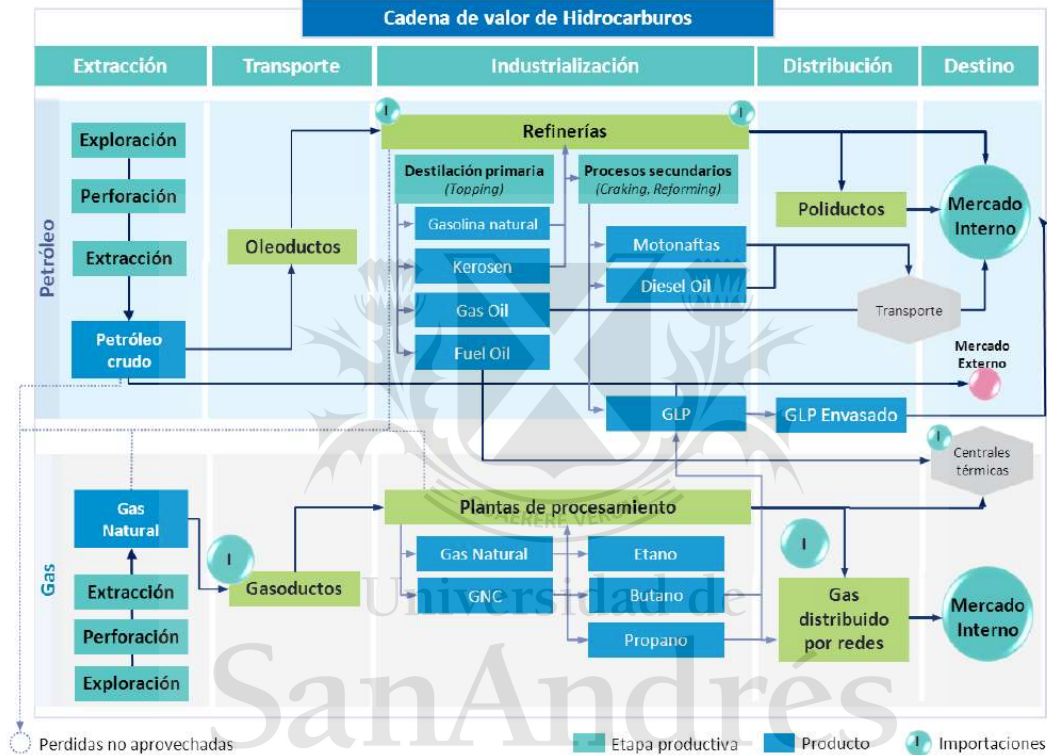 Cadena de valor de Hidrocarburos
Extracción
Transporte
Industrialización
Distribución
Destino
Petróleo
Exploración
Perforación
Extracción
Petróleo
crudo
Oleoductos
I
Refinerías
I
Destilación primaria
(Topping)
Procesos secundarios
(Craking, Reforming)
Gasolina natural
Kerosen
Gas Oil
Fuel Oil
Motonaftas
Diesel Oil
GLP
Poliductos
Transporte
GLP Envasado
Mercado
Interno
Mercado
Externo
I
Centrales
térmicas
Gas
Gas
Natural
Extracción
Perforación
Exploración
I
Gasoductos
Plantas de procesamiento
Gas Natural
GNC
Etano
Butano
Propano
I
Gas
distribuido
por redes
Mercado
Interno
QUAERERE VERUM
Universidad de
SanAndrés
Perdidas no aprovechadas
Etapa productiva
Producto
I
Importaciones